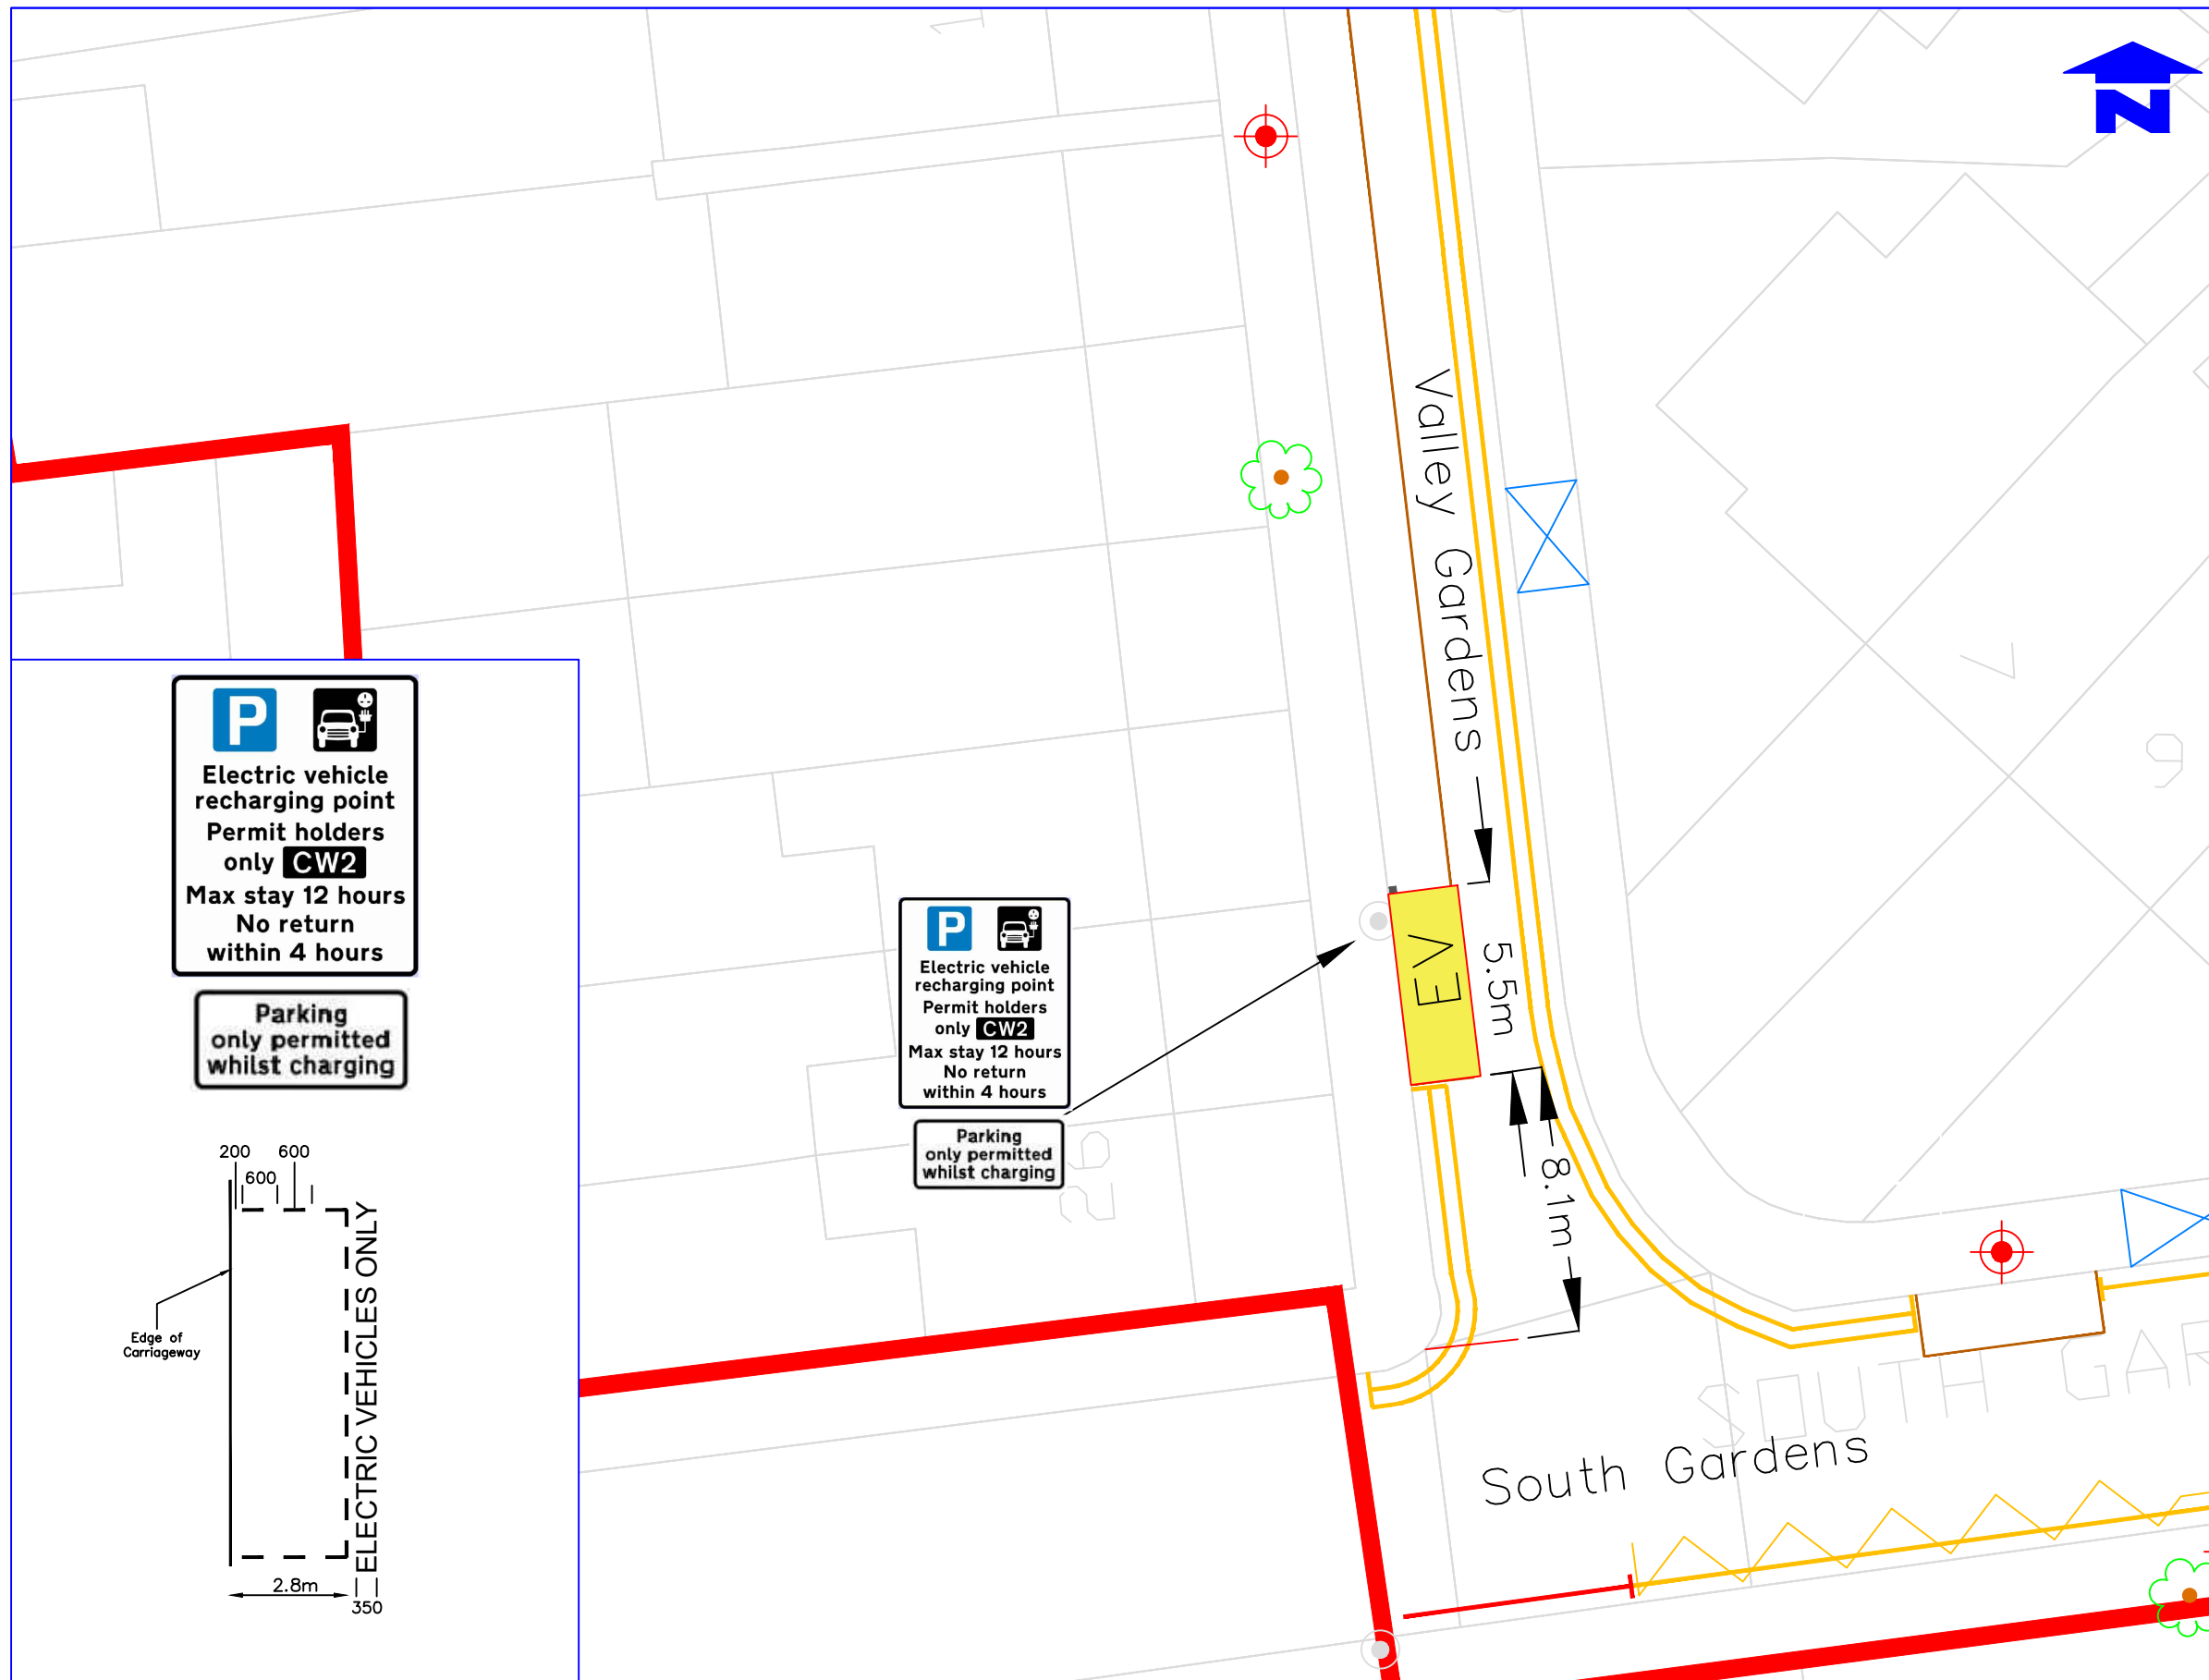 N
1
Valley Gardens
7
9
P
Electric vehicle
recharging point
Permit holders
only CW2
Max stay 12 hours
No return
within 4 hours
Parking
only permitted
whilst charging
P
Electric vehicle
recharging point
Permit holders
only CW2
Max stay 12 hours
No return
within 4 hours
Parking
only permitted
whilst charging
EV
5.5m
8.1m
200
600
600
ELECTRIC VEHICLES ONLY
Edge of
Carriageway
2.8m
350
SOUTH GAR
South Gardens